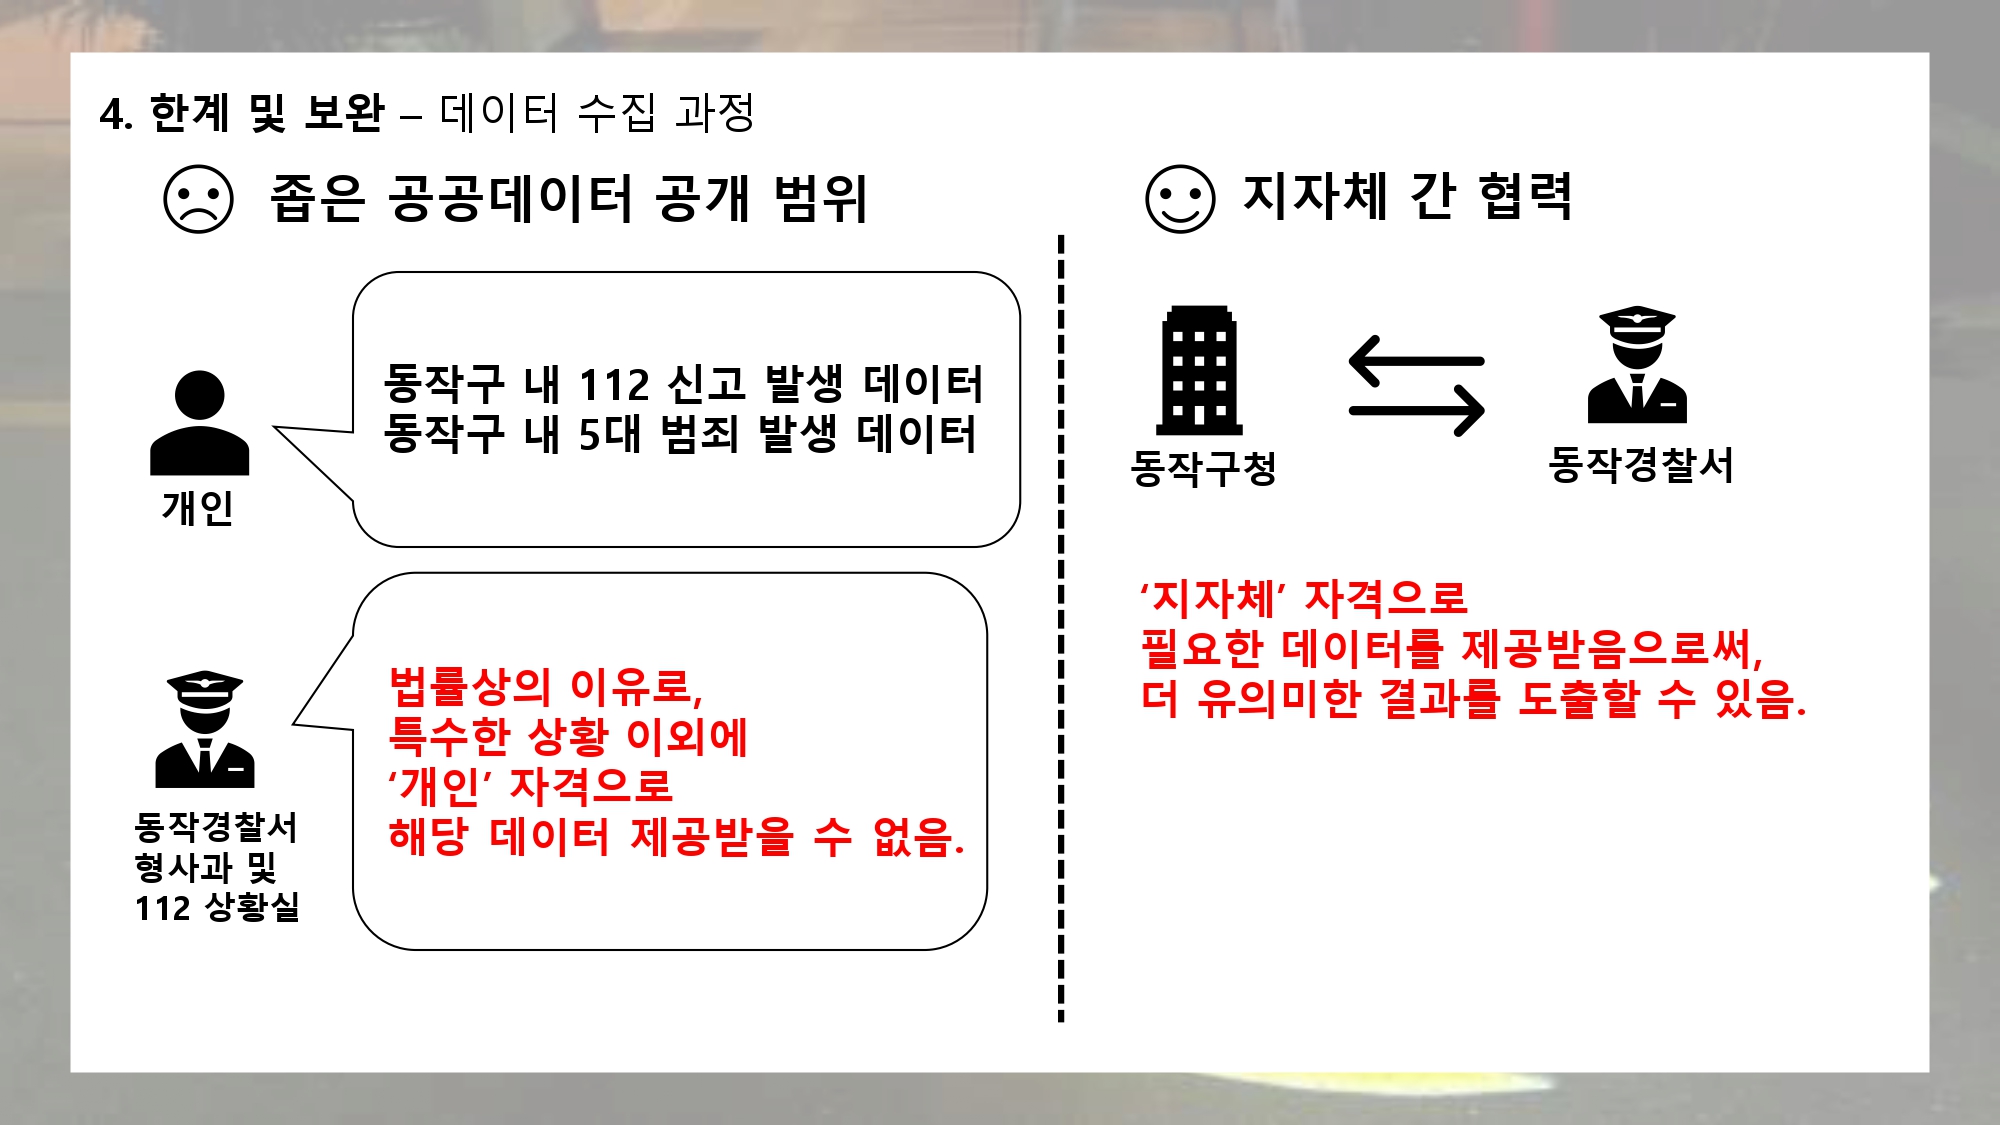 4. 한계 및 보완 – 데이터 수집 과정
좁은 공공데이터 공개 범위
동작구 내 112 신고 발생 데이터
동작구 내 5대 범죄 발생 데이터
개인
법률상의 이유로,
특수한 상황 이외에
‘개인’ 자격으로
해당 데이터 제공받을 수 없음.
동작경찰서
형사과 및
112 상황실
지자체 간 협력
동작구청
동작경찰서
‘지자체’ 자격으로
필요한 데이터를 제공받음으로써,
더 유의미한 결과를 도출할 수 있음.